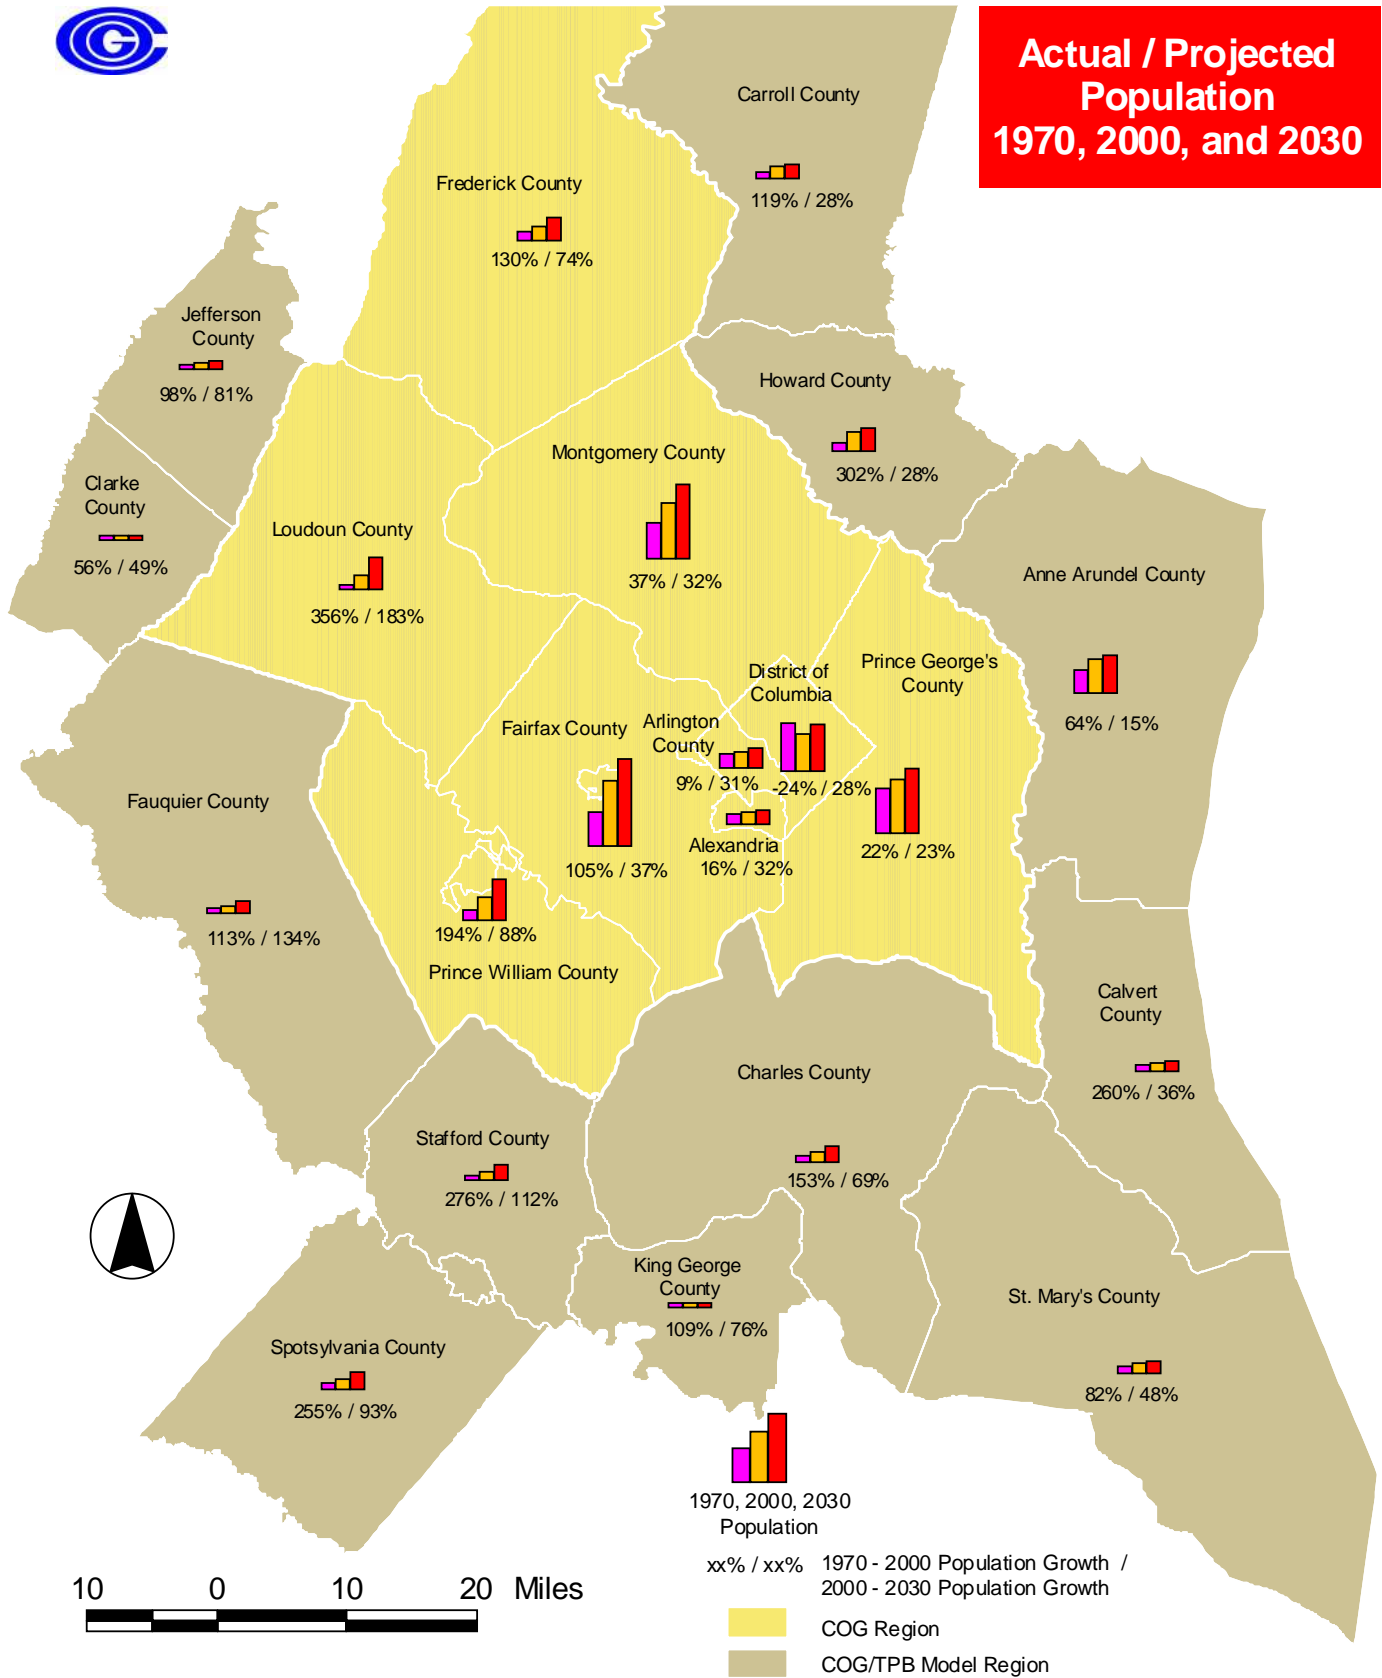 COG
Actual / Projected
Population
1970, 2000, and 2030
Carroll County
119% / 28%
Frederick County
130% / 74%
Jefferson
County
98% / 81%
Howard County
302% / 28%
Montgomery County
37% / 32%
Clarke
County
56% / 49%
Loudoun County
356% / 183%
Anne Arundel County
64% / 15%
Prince George's
County
22% / 23%
District of
Columbia
-24% / 28%
Arlington
County
9% / 31%
Fairfax County
105% / 37%
Alexandria
16% / 32%
Fauquier County
113% / 134%
194% / 88%
Prince William County
Calvert
County
260% / 36%
Charles County
153% / 69%
Stafford County
276% / 112%
King George
County
109% / 76%
St. Mary's County
82% / 48%
Spotsylvania County
255% / 93%
1970, 2000, 2030
Population
xx% / xx% 1970 - 2000 Population Growth /
2000 - 2030 Population Growth
10 0 10 20 Miles
COG Region
COG/TPB Model Region